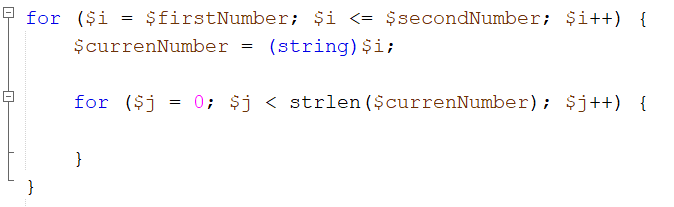 for ($i = $firstNumber; $i <= $secondNumber; $i++) {
    $currenNumber = (string)$i;

    for ($j = 0; $j < strlen($currenNumber); $j++) {

    }
}